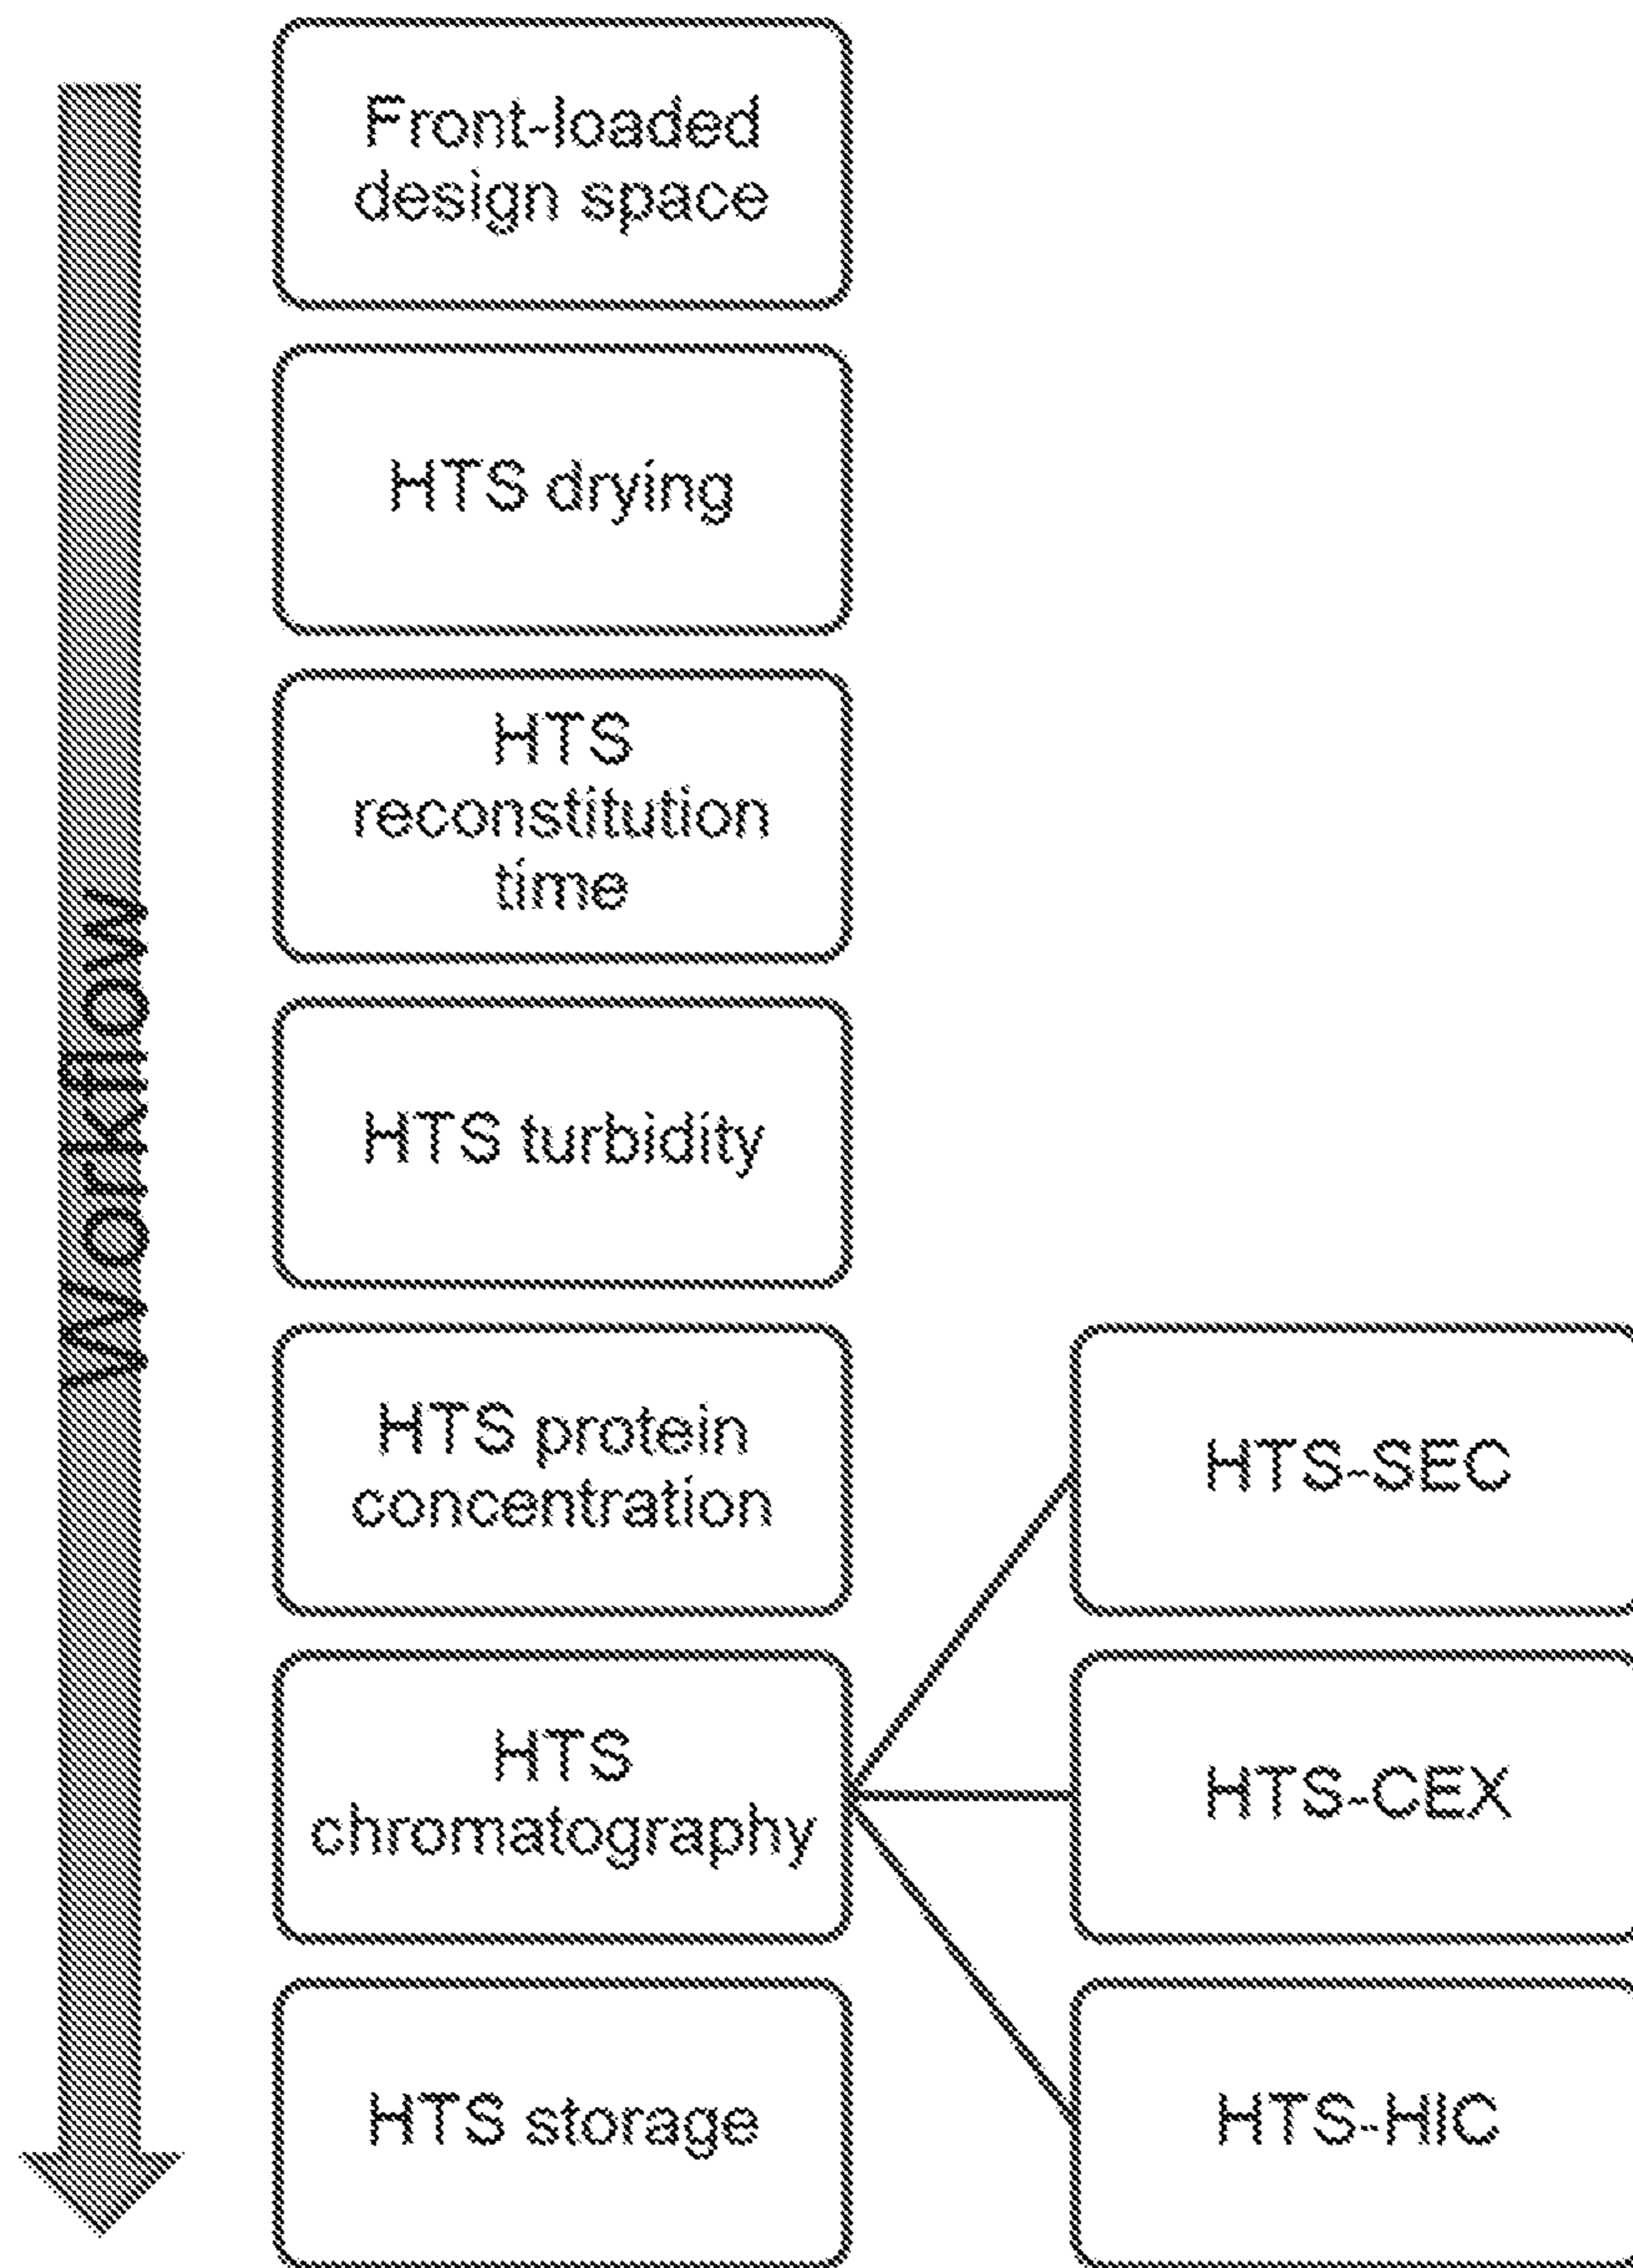 Workflow
Front-loaded
design space
HTS drying
HTS
reconstitution
time
HTS turbidity
HTS protein
concentration
HTS
chromatography
HTS storage
HTS-SEC
HTS-CEX
HTS-HIC